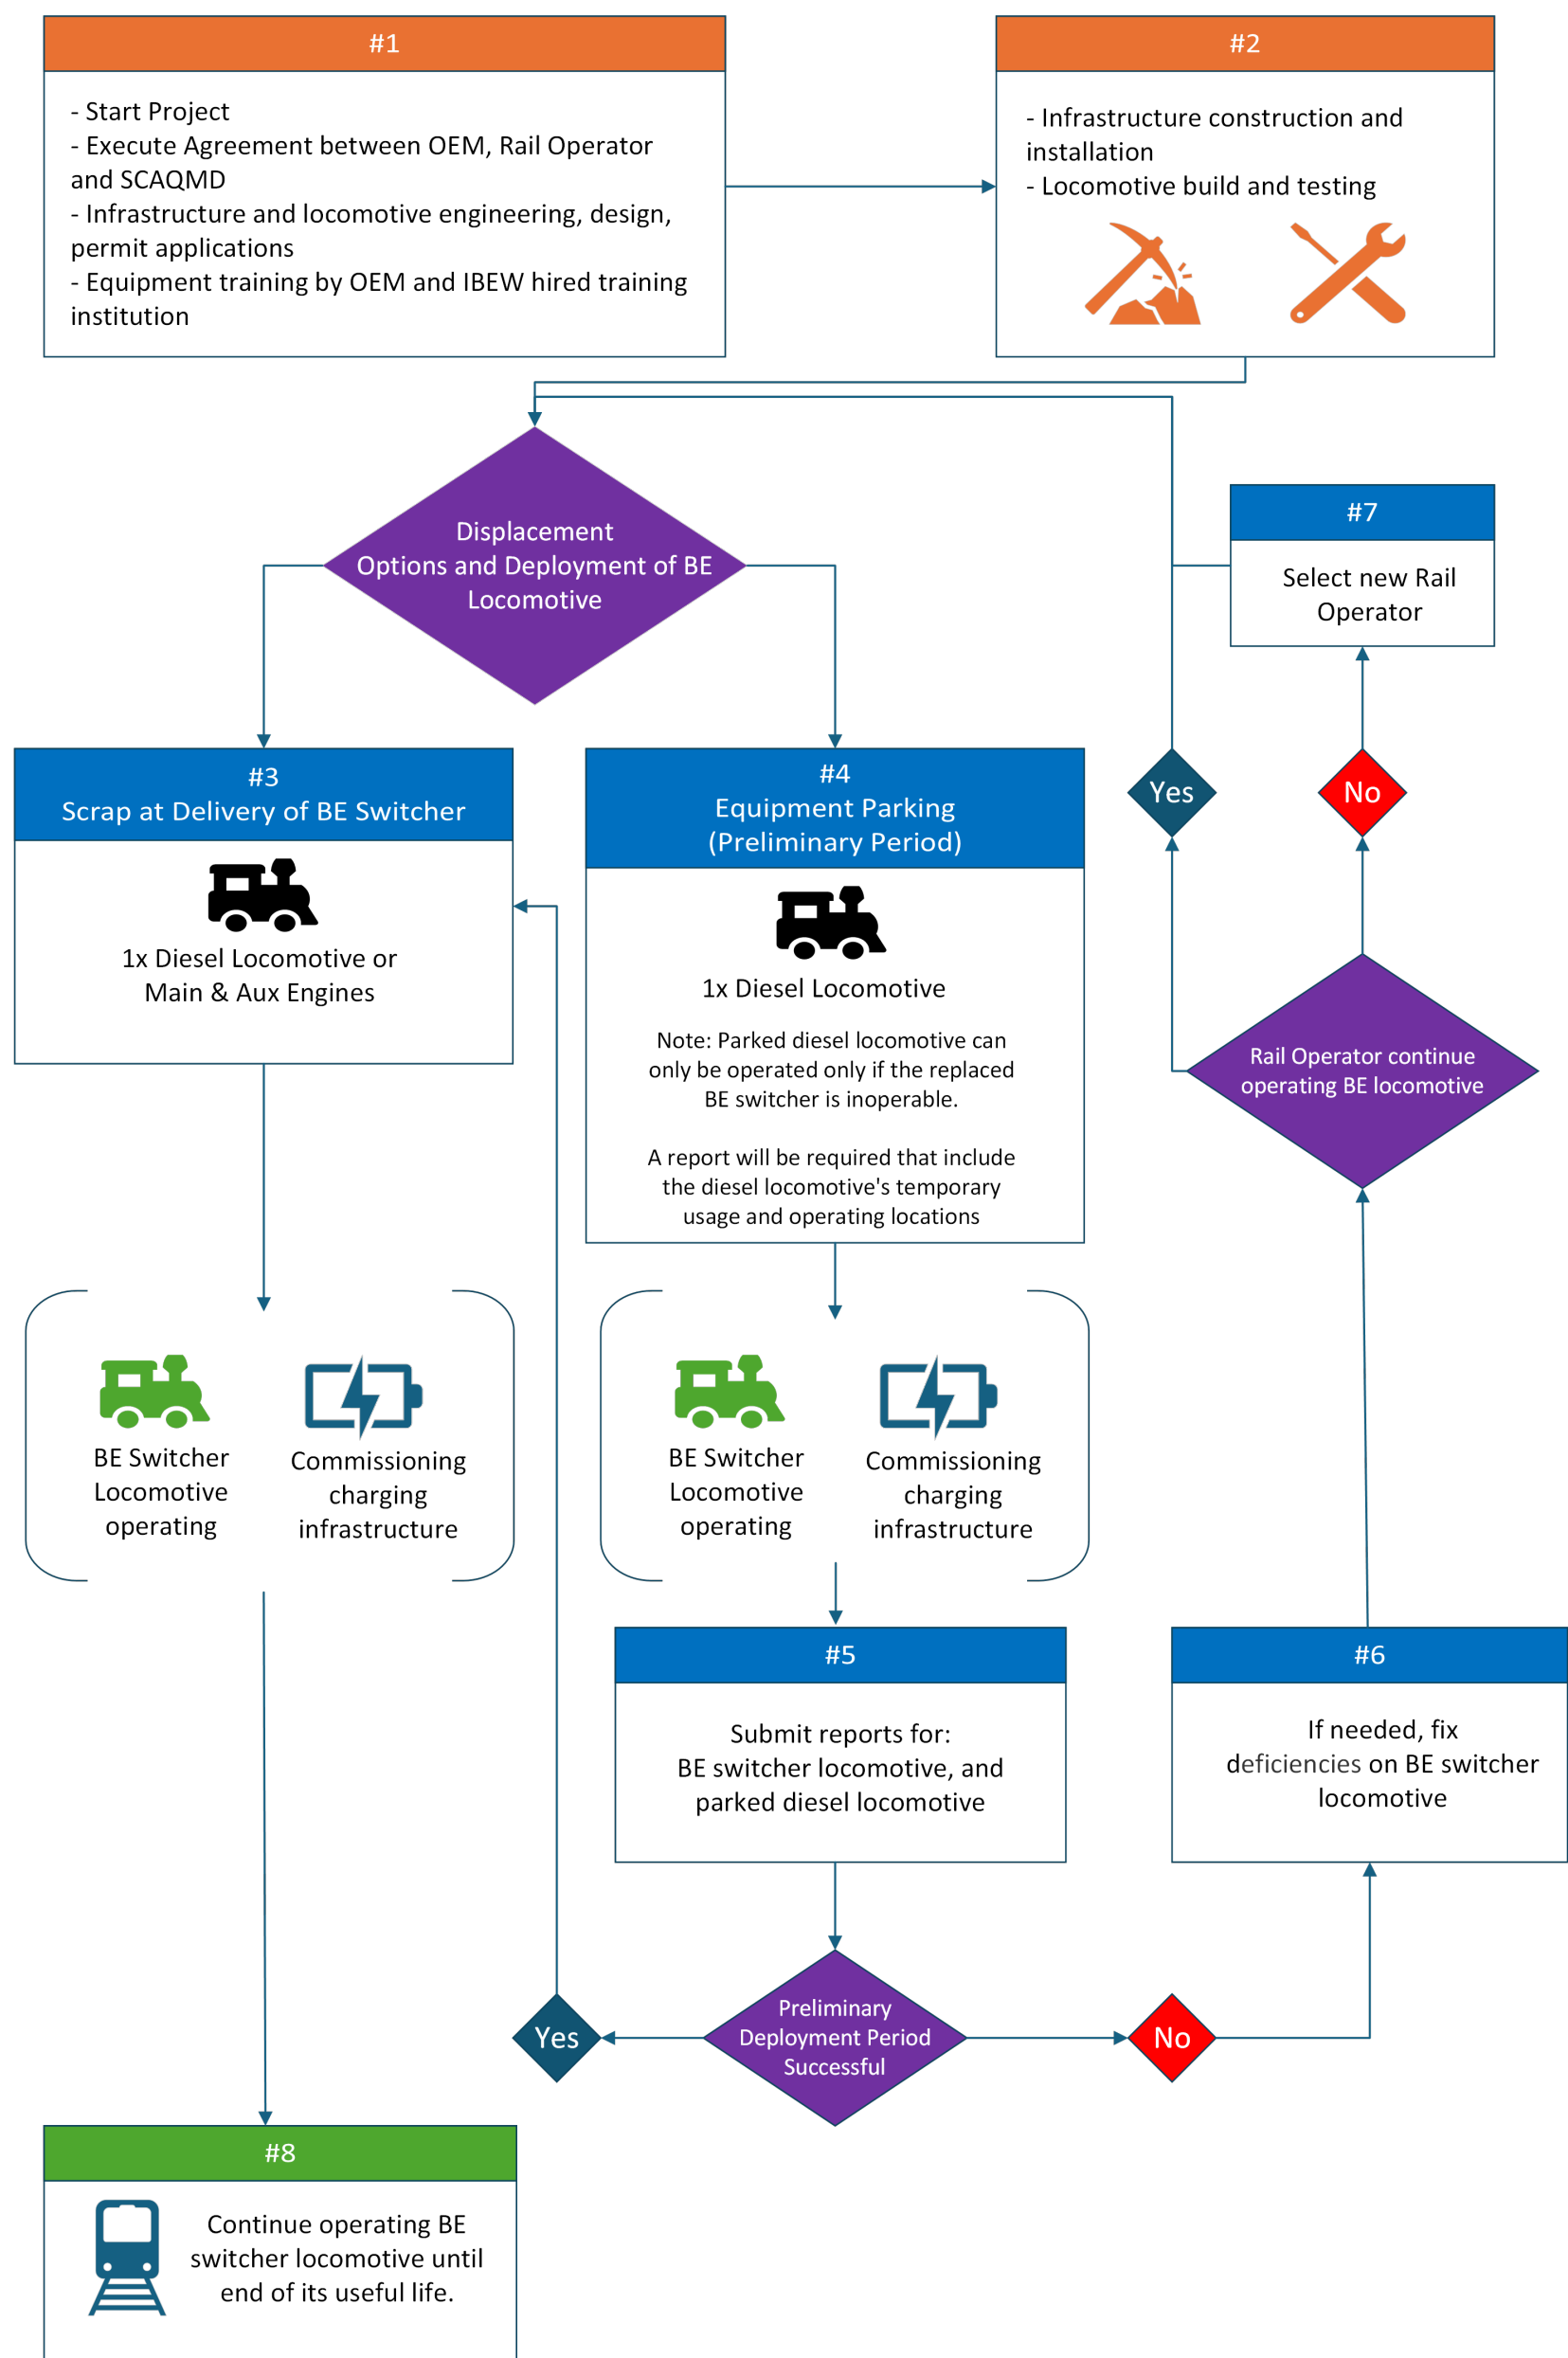 #1
- Start Project
- Execute Agreement between OEM, Rail Operator
and SCAQMD
- Infrastructure and locomotive engineering, design,
permit applications
- Equipment training by OEM and IBEW hired training
institution
#2
- Infrastructure construction and
installation
- Locomotive build and testing
Displacement
Options and Deployment of BE
Locomotive
#7
Select new Rail
Operator
#3
Scrap at Delivery of BE Switcher
1x Diesel Locomotive or
Main & Aux Engines
#4
Equipment Parking
(Preliminary Period)
1x Diesel Locomotive
Note: Parked diesel locomotive can
only be operated only if the replaced
BE switcher is inoperable.
A report will be required that include
the diesel locomotive's temporary
usage and operating locations
Yes
No
Rail Operator continue
operating BE locomotive
BE Switcher
Locomotive
operating
Commissioning
charging
infrastructure
BE Switcher
Locomotive
operating
Commissioning
charging
infrastructure
#5
Submit reports for:
BE switcher locomotive, and
parked diesel locomotive
#6
If needed, fix
deficiencies on BE switcher
locomotive
Yes
Preliminary
Deployment Period
Successful
No
#8
Continue operating BE
switcher locomotive until
end of its useful life.